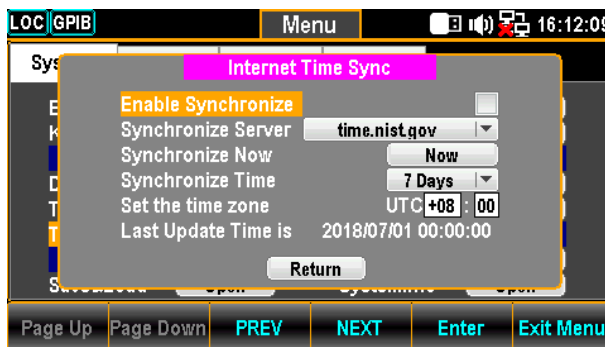 LOC GPIB Menu 16:12:09
Sys
Internet Time Sync
Enable Synchronize
Synchronize Server time.nist.gov
Synchronize Now Now
Synchronize Time 7 Days
Set the time zone UTC +08 : 00
Last Update Time is 2018/07/01 00:00:00
Return
Page Up Page Down PREV NEXT Enter Exit Menu